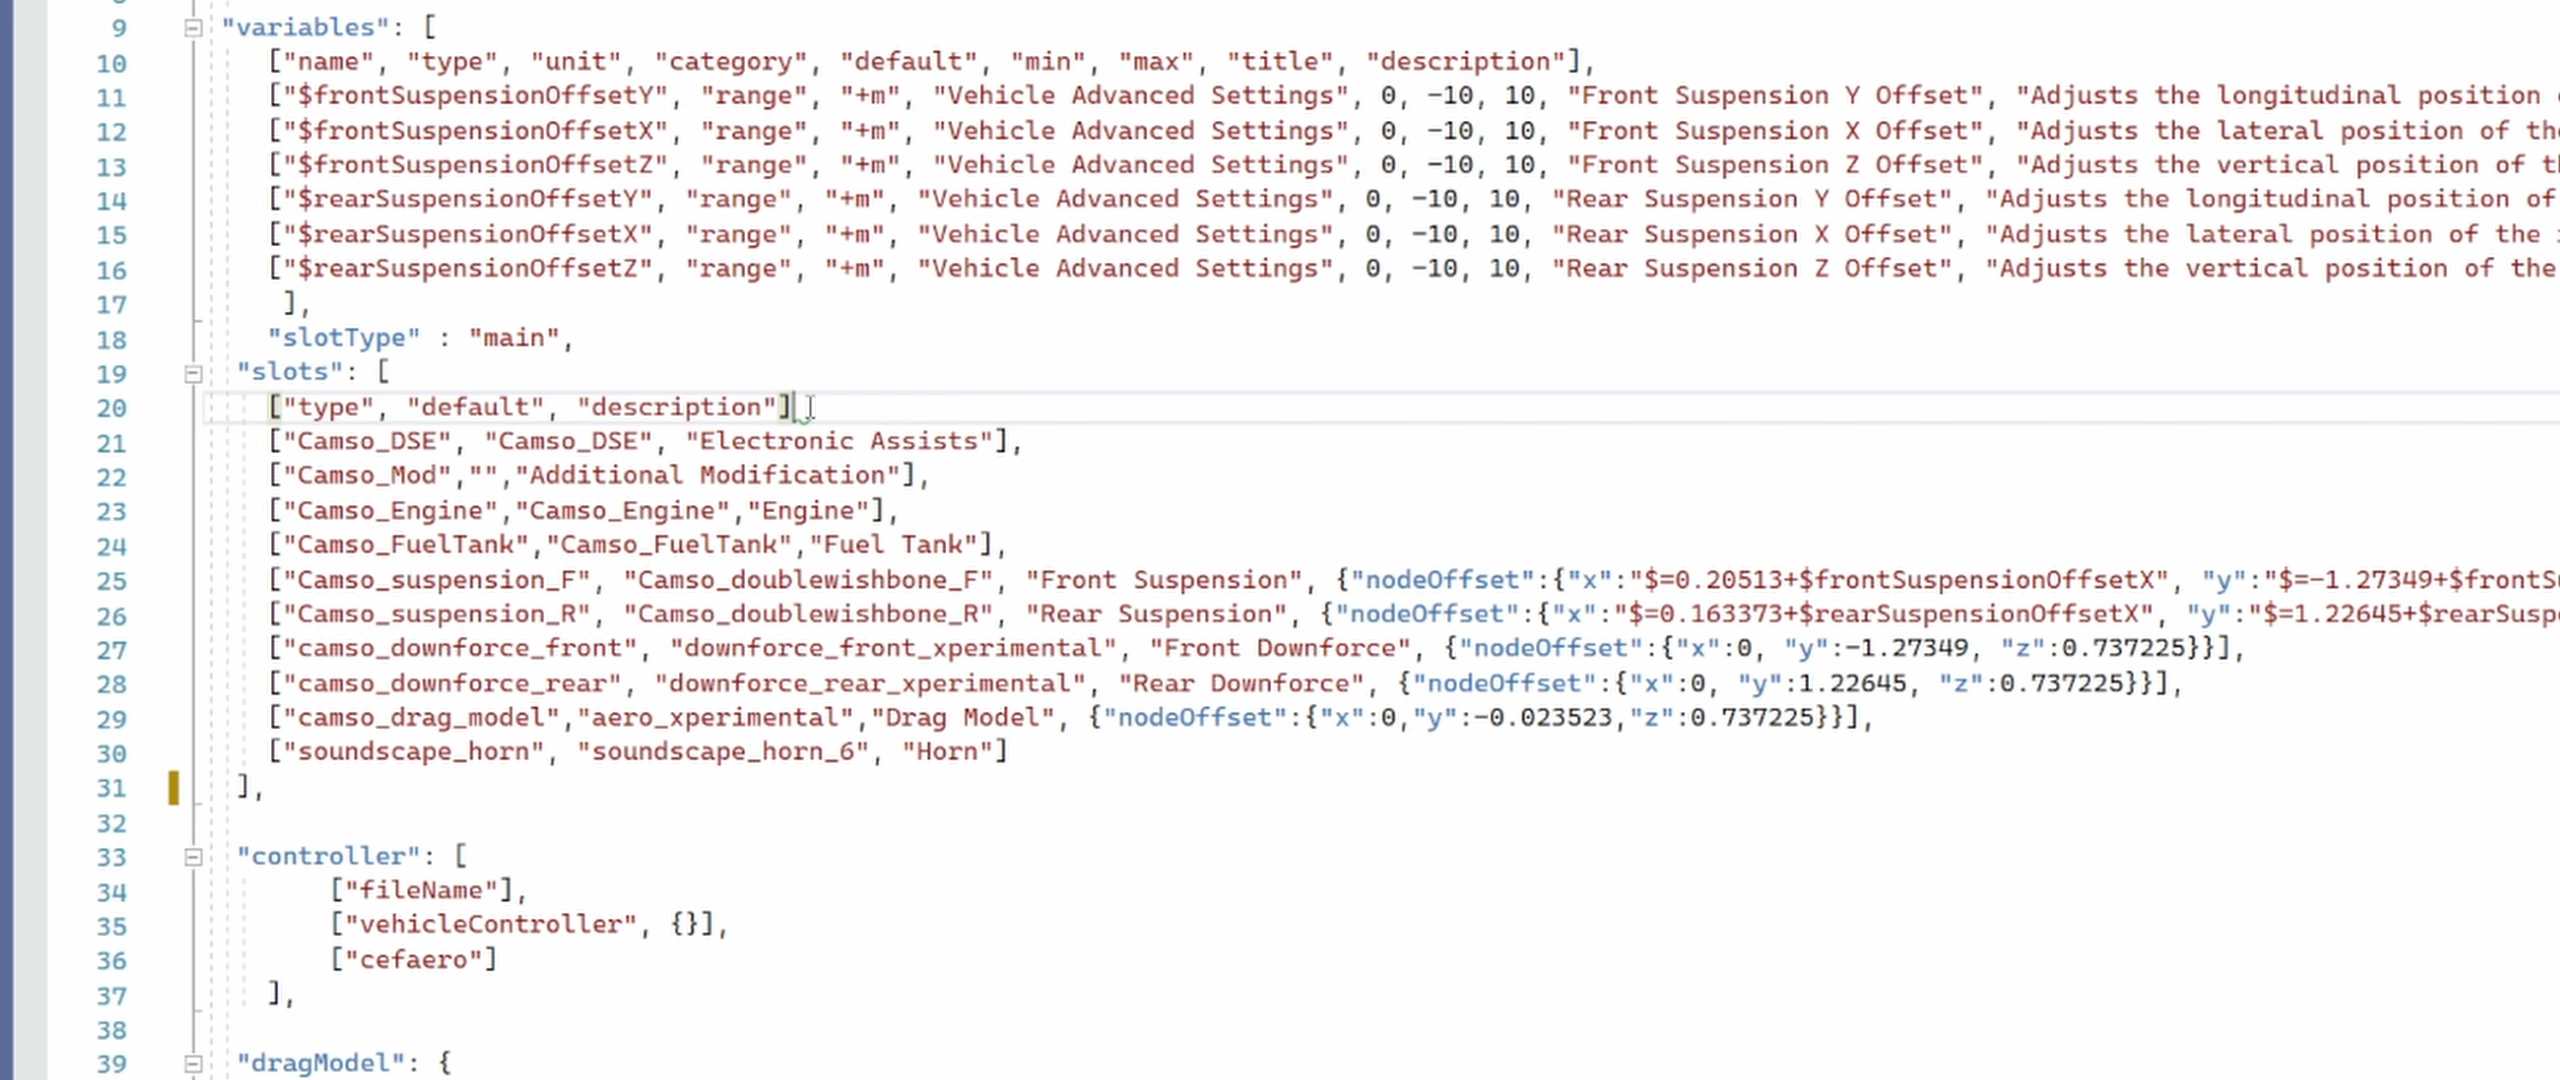 9 "variables": [
10 ["name", "type", "unit", "category", "default", "min", "max", "title", "description"],
11 ["$frontSuspensionOffsetY", "range", "+m", "Vehicle Advanced Settings", 0, -10, 10, "Front Suspension Y Offset", "Adjusts the longitudinal position
12 ["$frontSuspensionOffsetX", "range", "+m", "Vehicle Advanced Settings", 0, -10, 10, "Front Suspension X Offset", "Adjusts the lateral position of
13 ["$frontSuspensionOffsetZ", "range", "+m", "Vehicle Advanced Settings", 0, -10, 10, "Front Suspension Z Offset", "Adjusts the vertical position of
14 ["$rearSuspensionOffsetY", "range", "+m", "Vehicle Advanced Settings", 0, -10, 10, "Rear Suspension Y Offset", "Adjusts the longitudinal position of
15 ["$rearSuspensionOffsetX", "range", "+m", "Vehicle Advanced Settings", 0, -10, 10, "Rear Suspension X Offset", "Adjusts the lateral position of the
16 ["$rearSuspensionOffsetZ", "range", "+m", "Vehicle Advanced Settings", 0, -10, 10, "Rear Suspension Z Offset", "Adjusts the vertical position of the
17 ],
18 "slotType" : "main",
19 "slots": [
20 ["type", "default", "description"]
21 ["Camso_DSE", "Camso_DSE", "Electronic Assists"],
22 ["Camso_Mod","","Additional Modification"],
23 ["Camso_Engine","Camso_Engine","Engine"],
24 ["Camso_FuelTank","Camso_FuelTank","Fuel Tank"],
25 ["Camso_suspension_F", "Camso_doublewishbone_F", "Front Suspension", {"nodeOffset":{"x":"$=0.20513+$frontSuspensionOffsetX", "y":"$=-1.27349+$frontS
26 ["Camso_suspension_R", "Camso_doublewishbone_R", "Rear Suspension", {"nodeOffset":{"x":"$=0.163373+$rearSuspensionOffsetX", "y":"$=1.22645+$rearSusp
27 ["camso_downforce_front", "downforce_front_xperimental", "Front Downforce", {"nodeOffset":{"x":0, "y":-1.27349, "z":0.737225}}],
28 ["camso_downforce_rear", "downforce_rear_xperimental", "Rear Downforce", {"nodeOffset":{"x":0, "y":1.22645, "z":0.737225}}],
29 ["camso_drag_model","aero_xperimental","Drag Model", {"nodeOffset":{"x":0,"y":-0.023523,"z":0.737225}}],
30 ["soundscape_horn", "soundscape_horn_6", "Horn"]
31 ],
32
33 "controller": [
34 ["fileName"],
35 ["vehicleController", {}],
36 ["cefaero"]
37 ],
38
39 "dragModel": {